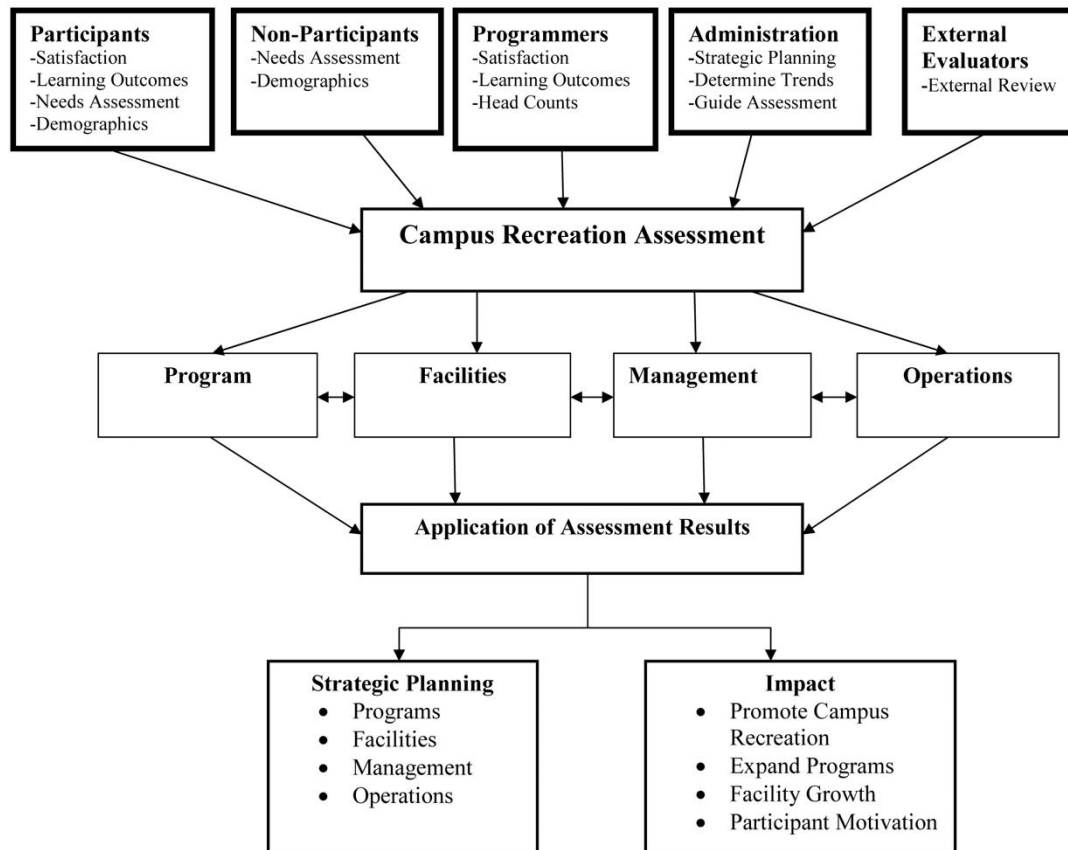 Participants
-Satisfaction
-Learning Outcomes
-Needs Assessment
-Demographics
Non-Participants
-Needs Assessment
-Demographics
Programmers
-Satisfaction
-Learning Outcomes
-Head Counts
Administration
-Strategic Planning
-Determine Trends
-Guide Assessment
External
Evaluators
-External Review
Campus Recreation Assessment
Program
Facilities
Management
Operations
Application of Assessment Results
Strategic Planning
• Programs
• Facilities
• Management
• Operations
Impact
• Promote Campus
Recreation
• Expand Programs
• Facility Growth
• Participant Motivation